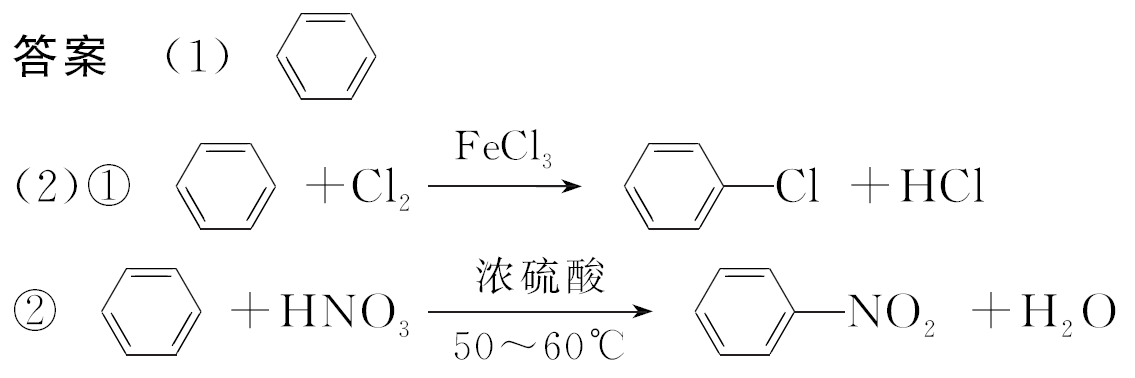 答案 (1)
(2)① +Cl₂ FeCl₃ Cl +HCl
② +HNO₃ 浓硫酸 50～60℃ NO₂ +H₂O